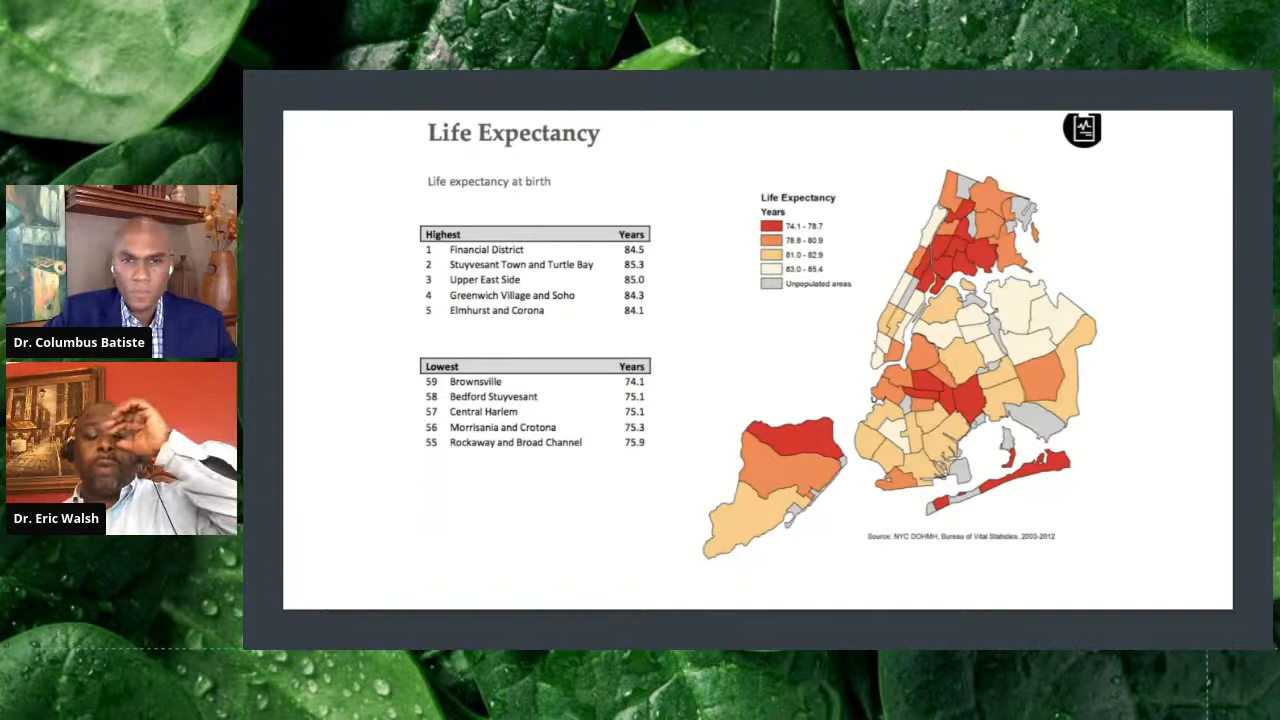 Life Expectancy
Life expectancy at birth
Highest Years
1 Financial District 84.5
2 Stuyvesant Town and Turtle Bay 85.3
3 Upper East Side 85.0
4 Greenwich Village and Soho 84.3
5 Elmhurst and Corona 84.1
Lowest Years
59 Brownsville 74.1
58 Bedford Stuyvesant 75.1
57 Central Harlem 75.1
56 Morrisania and Crotona 75.3
55 Rockaway and Broad Channel 75.9
Life Expectancy
Years
74.1 - 78.7
78.8 - 80.9
81.0 - 82.9
83.0 - 85.4
Unpopulated areas
Source: NYC DOHMH, Bureau of Vital Statistics, 2003-2012
Dr. Columbus Batiste
Dr. Eric Walsh